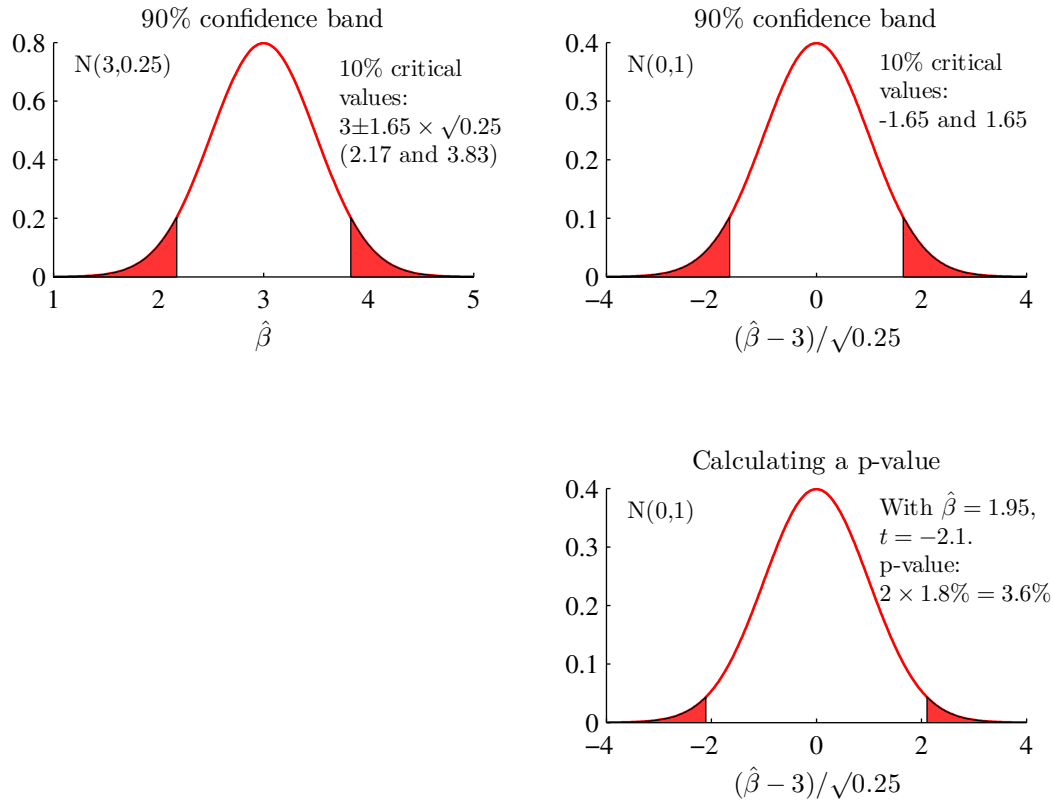 90% confidence band
N(3,0.25)
10% critical
values:
3±1.65 × √0.25
(2.17 and 3.83)
0.8
0.6
0.4
0.2
0
1 2 3 4 5
β̂
90% confidence band
N(0,1)
10% critical
values:
-1.65 and 1.65
0.4
0.3
0.2
0.1
0
−4 −2 0 2 4
(β̂ − 3)/√0.25
Calculating a p-value
N(0,1)
With β̂ = 1.95,
t = −2.1.
p-value:
2 × 1.8% = 3.6%
0.4
0.3
0.2
0.1
0
−4 −2 0 2 4
(β̂ − 3)/√0.25